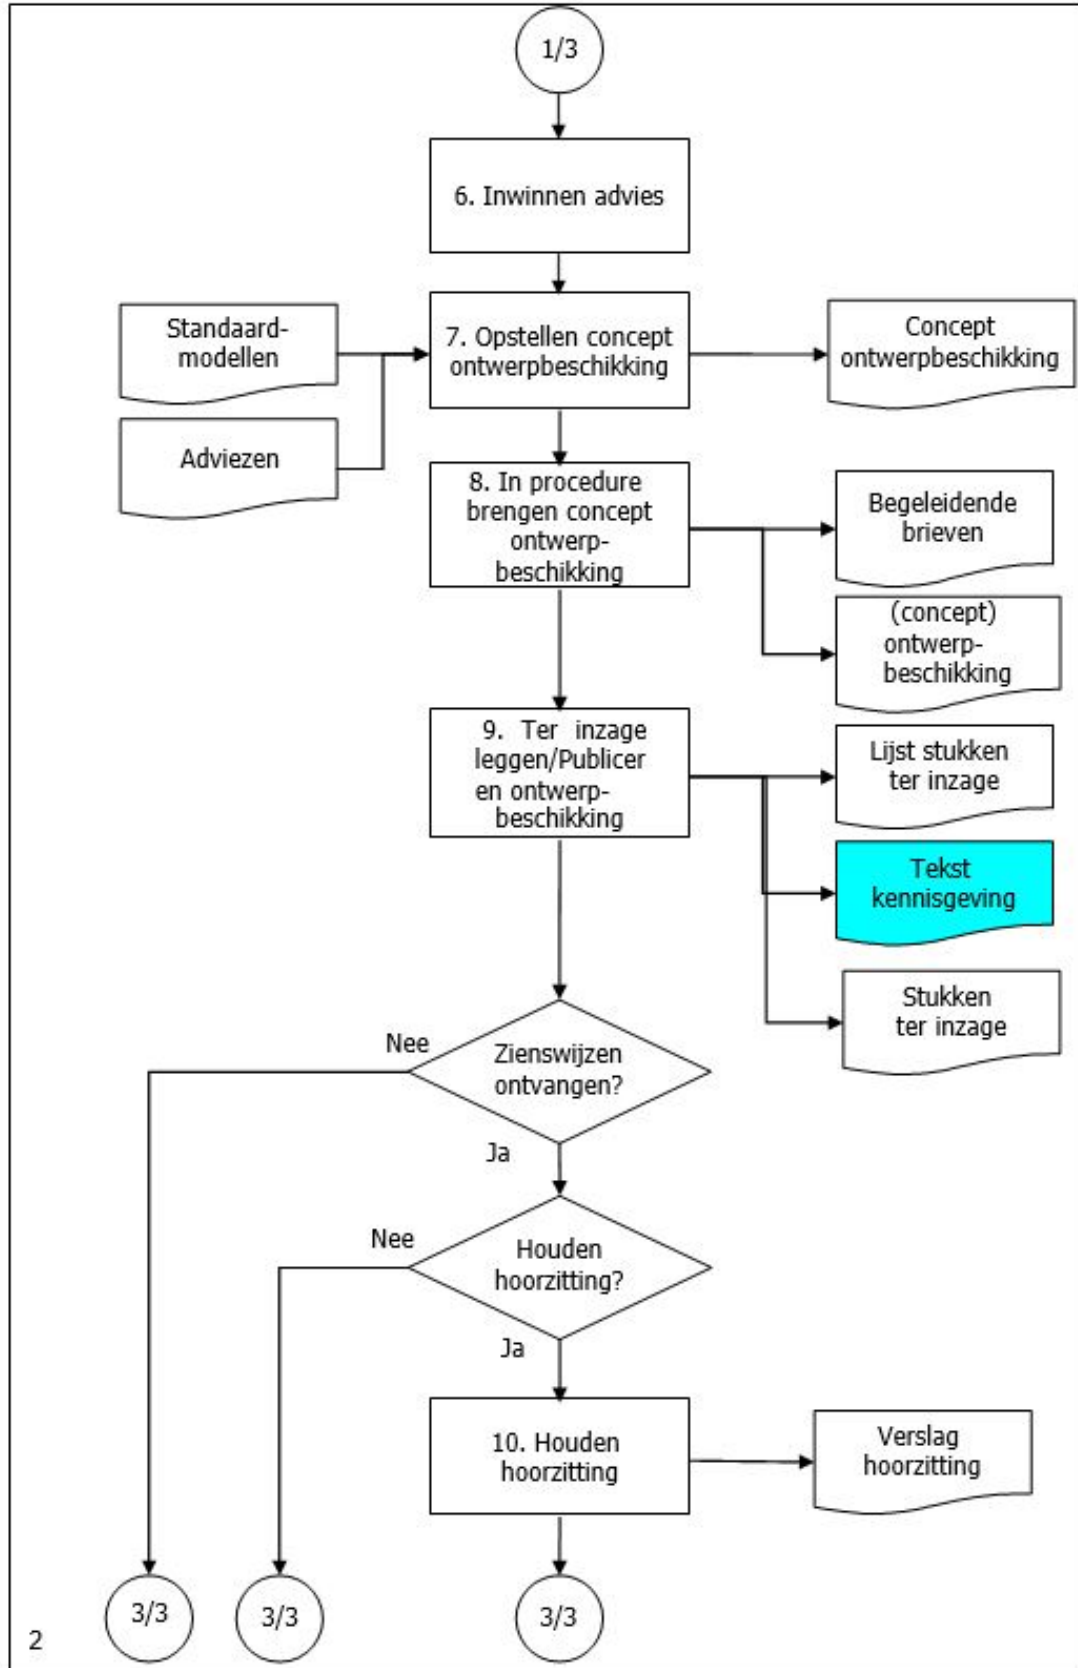 1/3
6. Inwinnen advies
Standaard-
modellen
7. Opstellen concept
ontwerpbeschikking
Concept
ontwerpbeschikking
Adviezen
8. In procedure
brengen concept
ontwerp-
beschikking
Begeleidende
brieven
(concept)
ontwerp-
beschikking
9. Ter inzage
leggen/Publicer
en ontwerp-
beschikking
Lijst stukken
ter inzage
Tekst
kennisgeving
Stukken
ter inzage
Nee
Zienswijzen
ontvangen?
Ja
Nee
Houden
hoorzitting?
Ja
10. Houden
hoorzitting
Verslag
hoorzitting
3/3
3/3
3/3
2